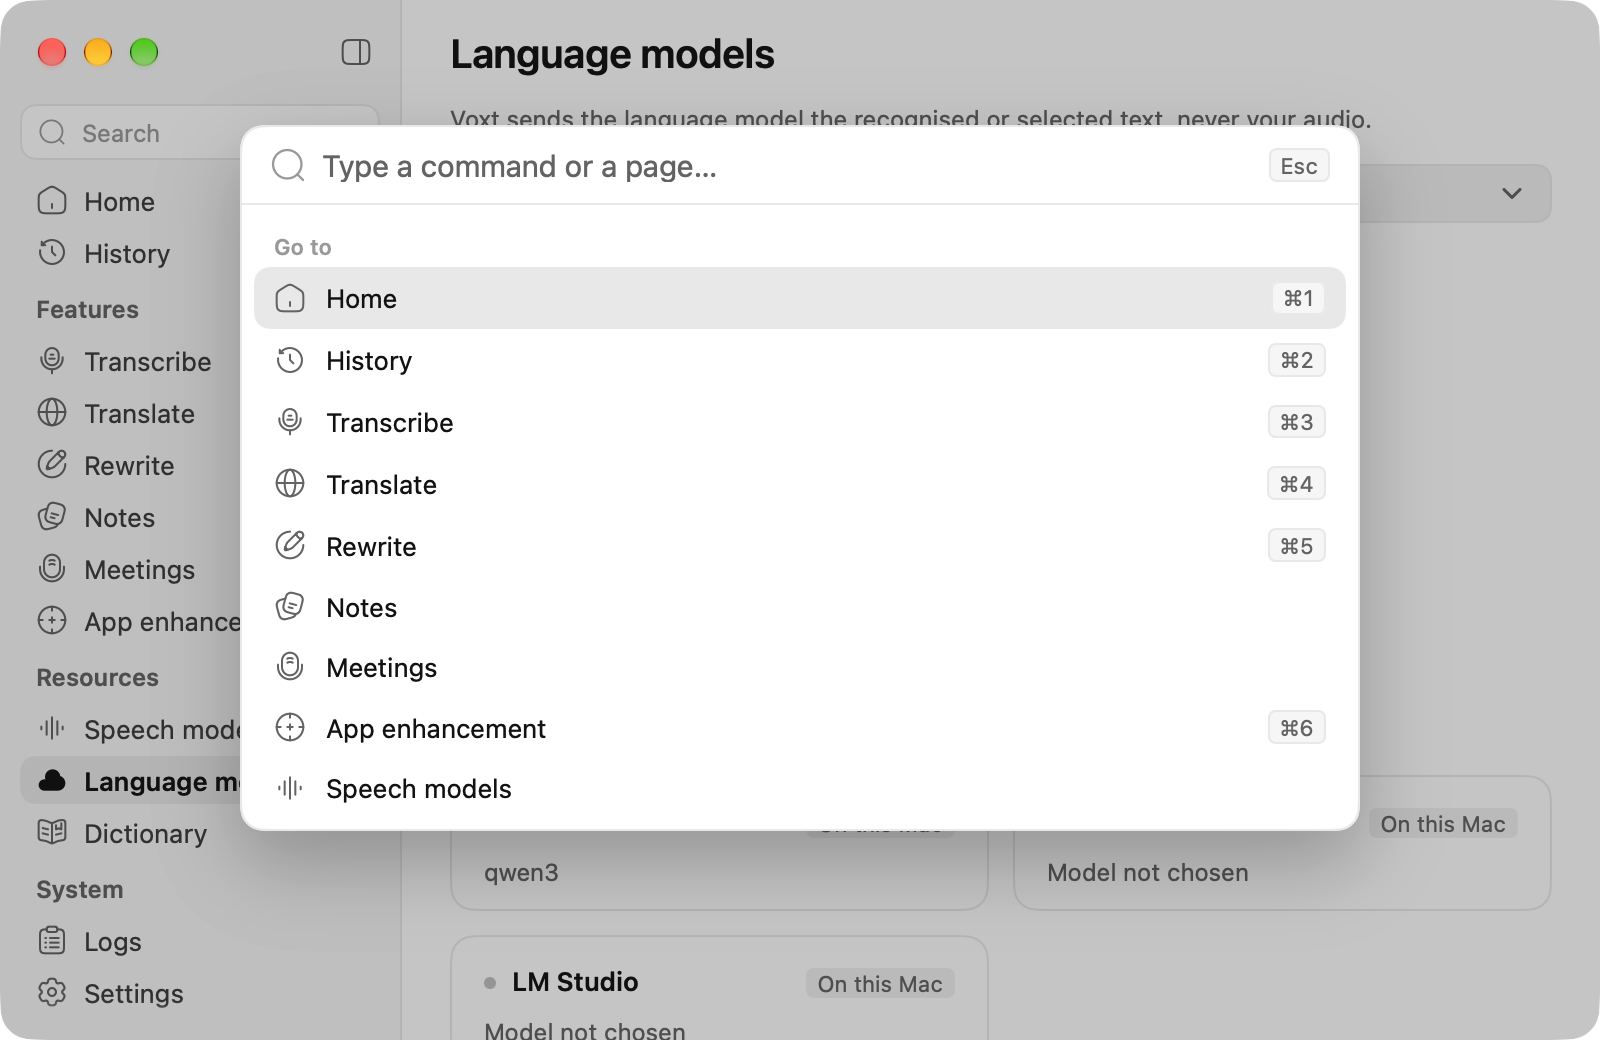 Language models
Search
Voxt sends the language model the recognised or selected text, never your audio.
Home
History
Features
Transcribe
Translate
Rewrite
Notes
Meetings
App enhance
Resources
Speech mode
Language m
Dictionary
System
Logs
Settings
Type a command or a page...
Esc
Go to
Home ⌘1
History ⌘2
Transcribe ⌘3
Translate ⌘4
Rewrite ⌘5
Notes
Meetings
App enhancement ⌘6
Speech models
On this Mac
On this Mac
qwen3
Model not chosen
LM Studio
On this Mac
Model not chosen